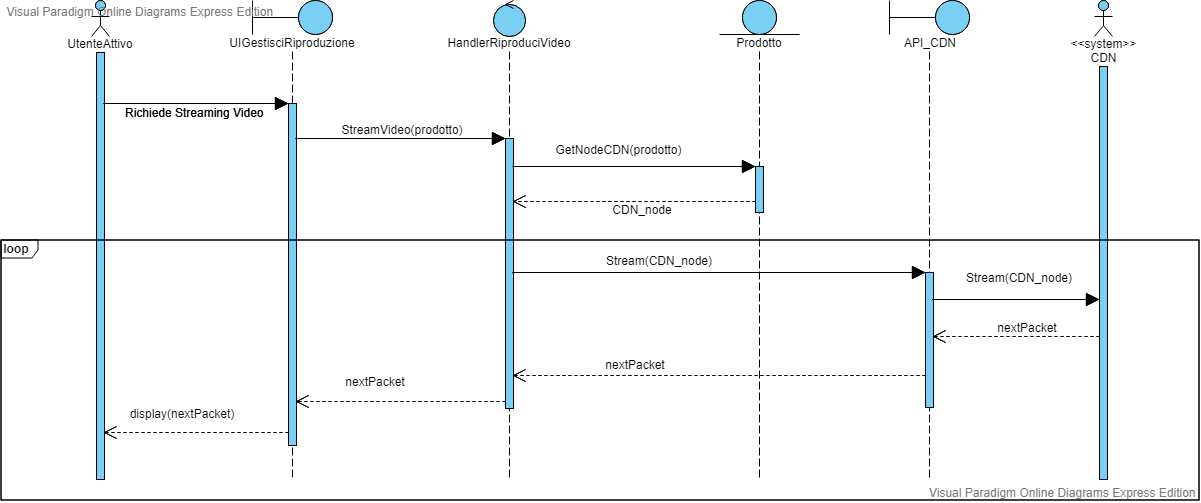 Visual Paradigm Online Diagrams Express Edition
UtenteAttivo
UIGestisciRiproduzione
HandlerRiproduciVideo
Prodotto
API_CDN
<<system>>
CDN
Richiede Streaming Video
StreamVideo(prodotto)
GetNodeCDN(prodotto)
CDN_node
loop
Stream(CDN_node)
Stream(CDN_node)
nextPacket
nextPacket
nextPacket
display(nextPacket)
Visual Paradigm Online Diagrams Express Edition